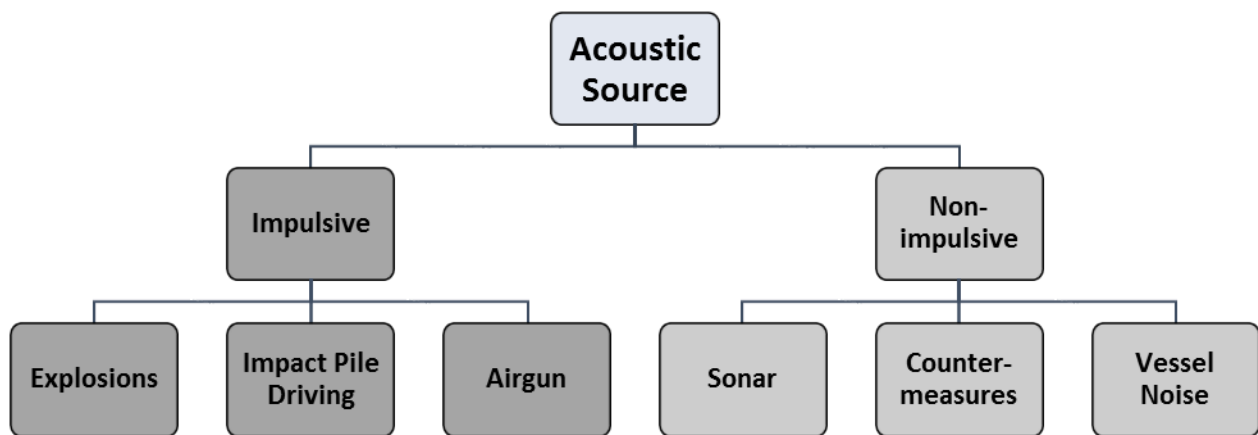 Acoustic
Source
Impulsive
Non-
impulsive
Explosions
Impact Pile
Driving
Airgun
Sonar
Counter-
measures
Vessel
Noise